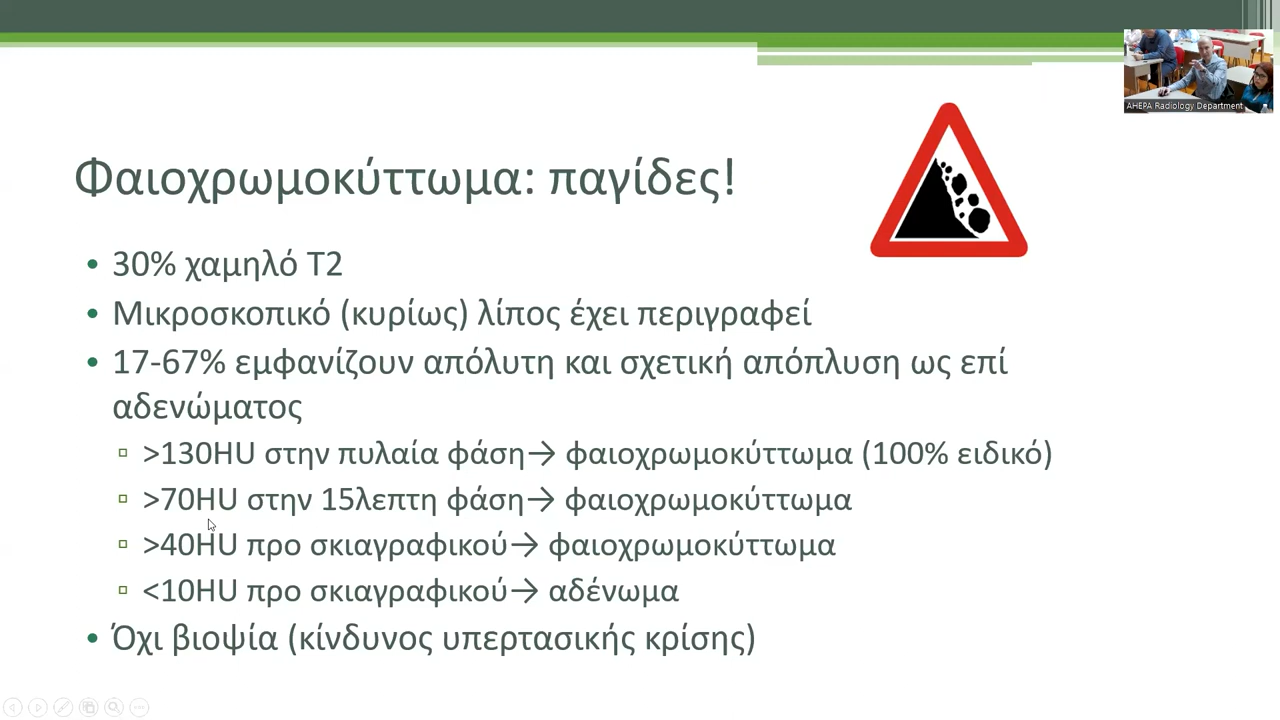 AHEPA Radiology Department
Φαιοχρωμοκύττωμα: παγίδες!
• 30% χαμηλό Τ2
• Μικροσκοπικό (κυρίως) λίπος έχει περιγραφεί
• 17-67% εμφανίζουν απόλυτη και σχετική απόπλυση ως επί
αδενώματος
▫ >130HU στην πυλαία φάση→ φαιοχρωμοκύττωμα (100% ειδικό)
▫ >70HU στην 15λεπτη φάση→ φαιοχρωμοκύττωμα
▫ >40HU προ σκιαγραφικού→ φαιοχρωμοκύττωμα
▫ <10HU προ σκιαγραφικού→ αδένωμα
• Όχι βιοψία (κίνδυνος υπερτασικής κρίσης)